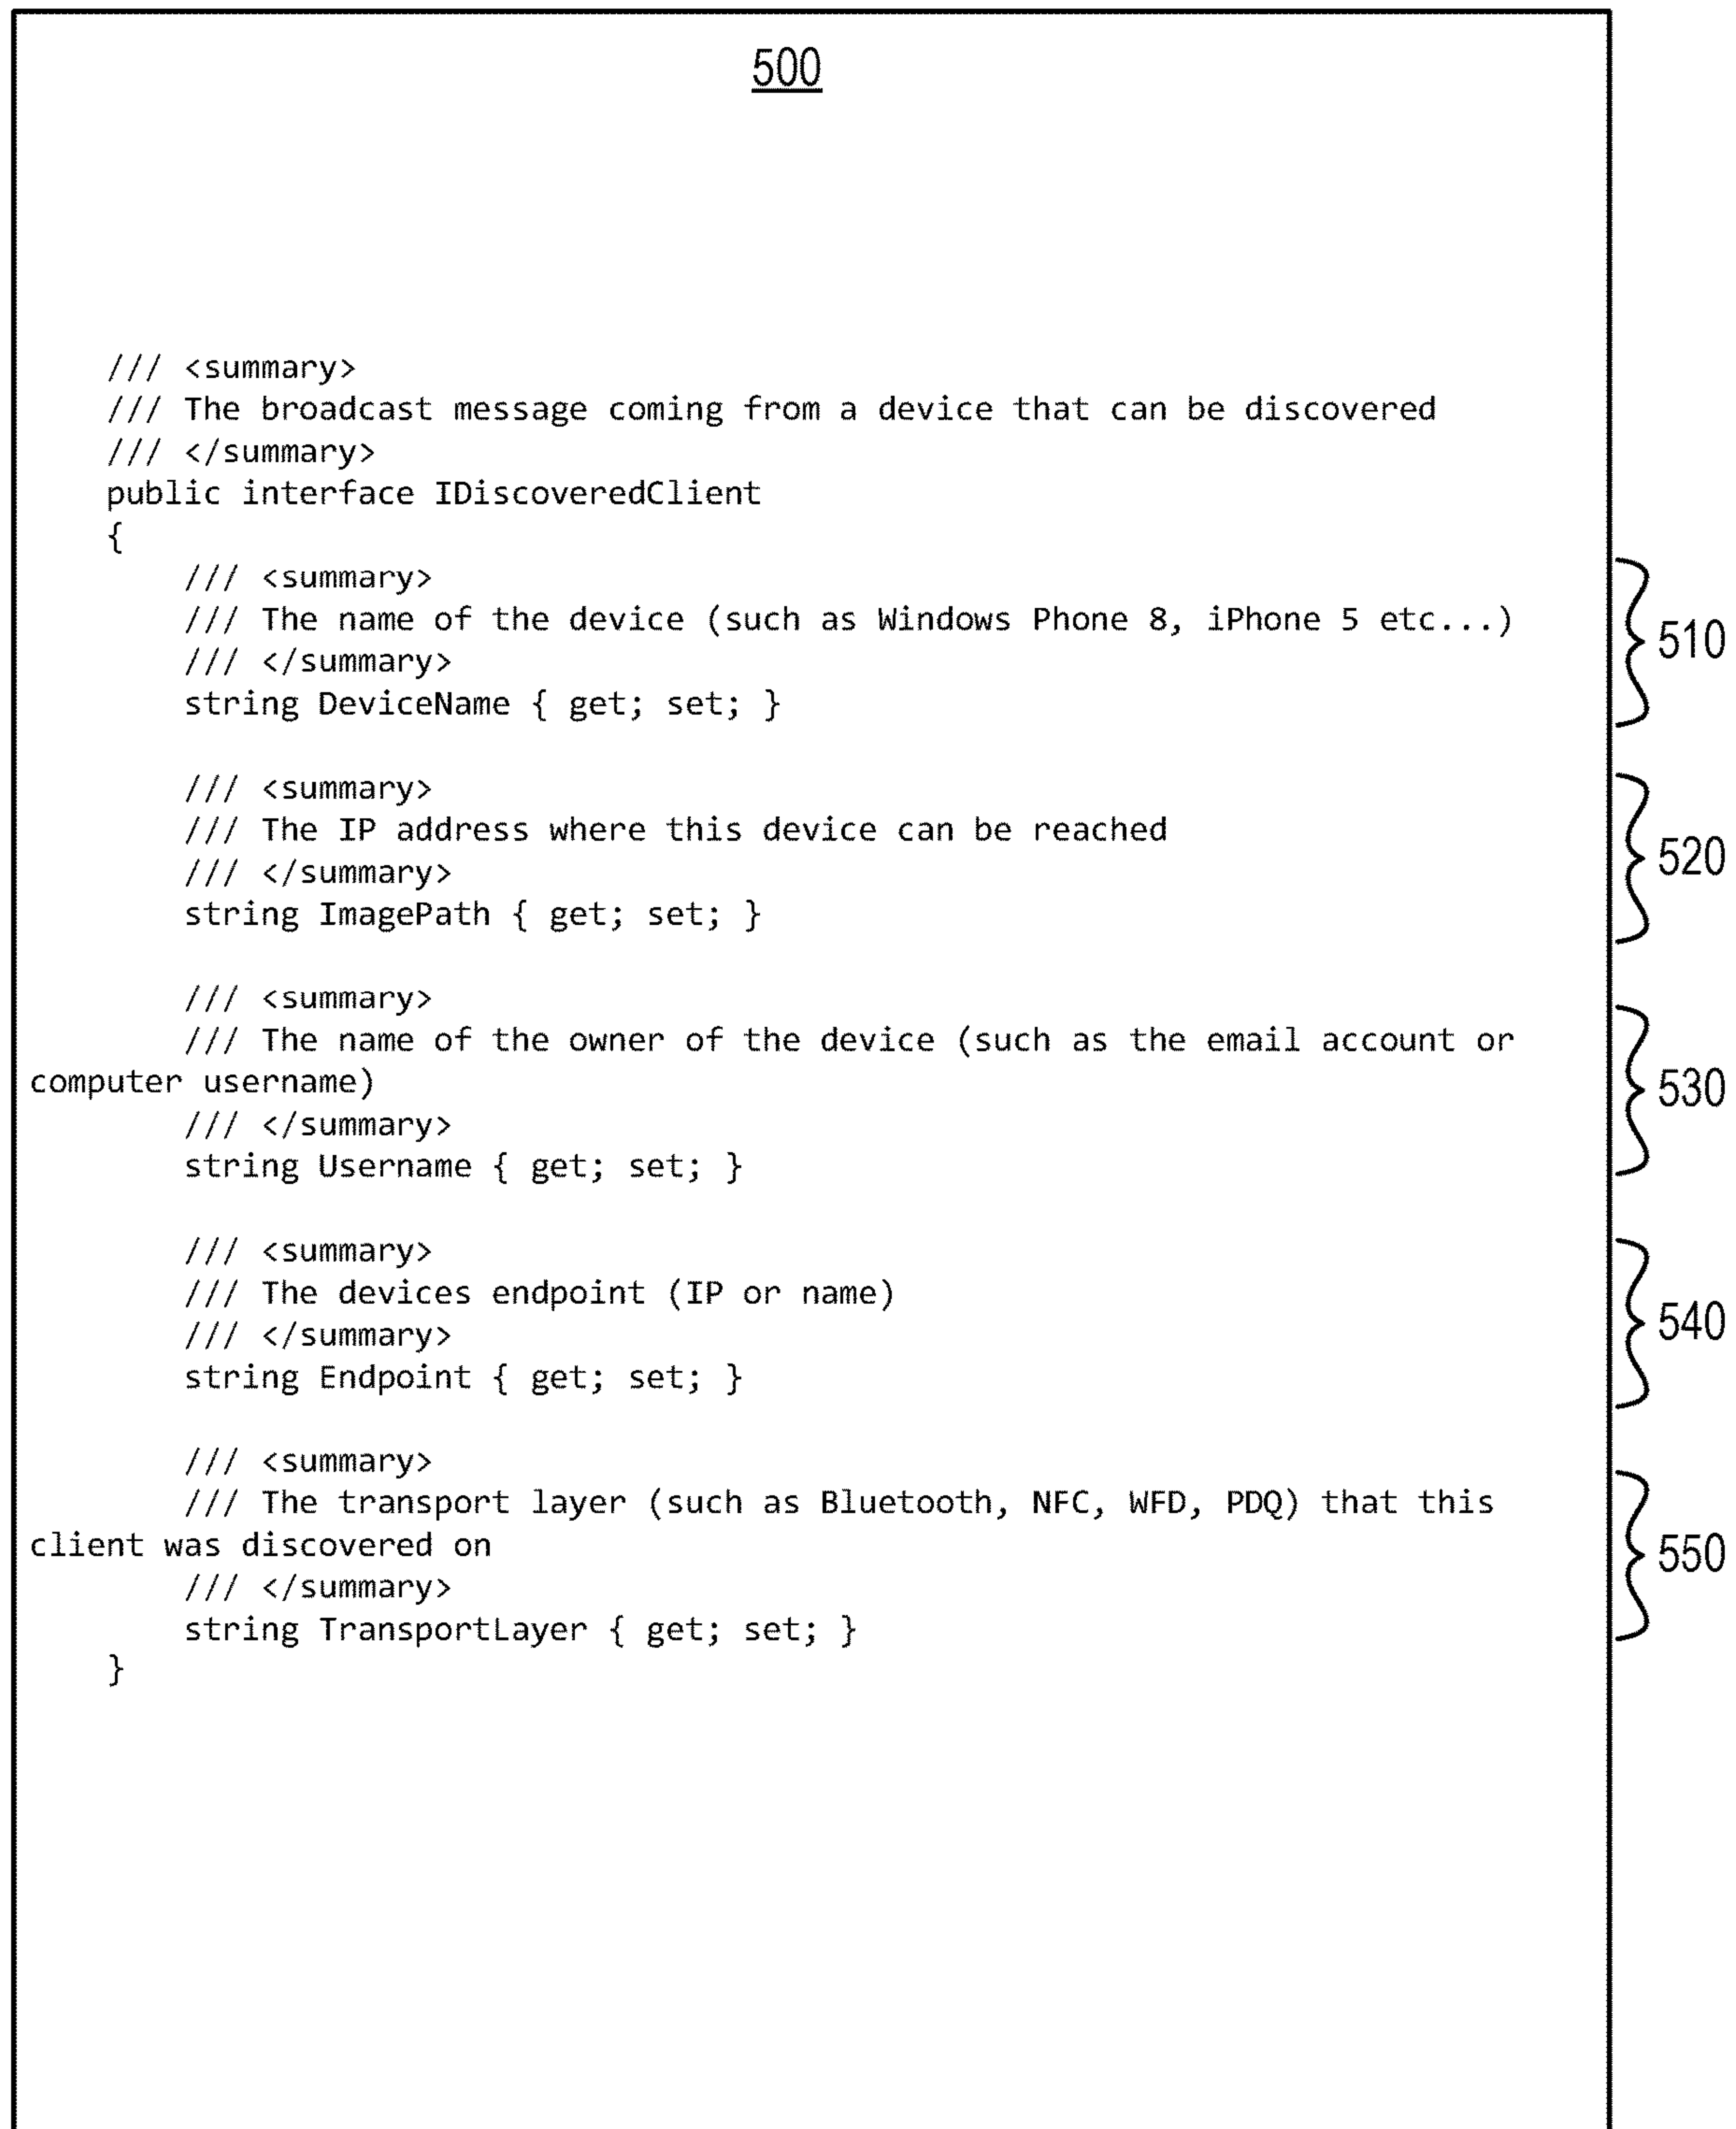 500
/// <summary>
/// The broadcast message coming from a device that can be discovered
/// </summary>
public interface IDiscoveredClient
{
/// <summary>
/// The name of the device (such as Windows Phone 8, iPhone 5 etc...)
/// </summary>
string DeviceName { get; set; }
510
/// <summary>
/// The IP address where this device can be reached
/// </summary>
string ImagePath { get; set; }
520
/// <summary>
/// The name of the owner of the device (such as the email account or
computer username)
/// </summary>
string Username { get; set; }
530
/// <summary>
/// The devices endpoint (IP or name)
/// </summary>
string Endpoint { get; set; }
540
/// <summary>
/// The transport layer (such as Bluetooth, NFC, WFD, PDQ) that this
client was discovered on
/// </summary>
string TransportLayer { get; set; }
550
}